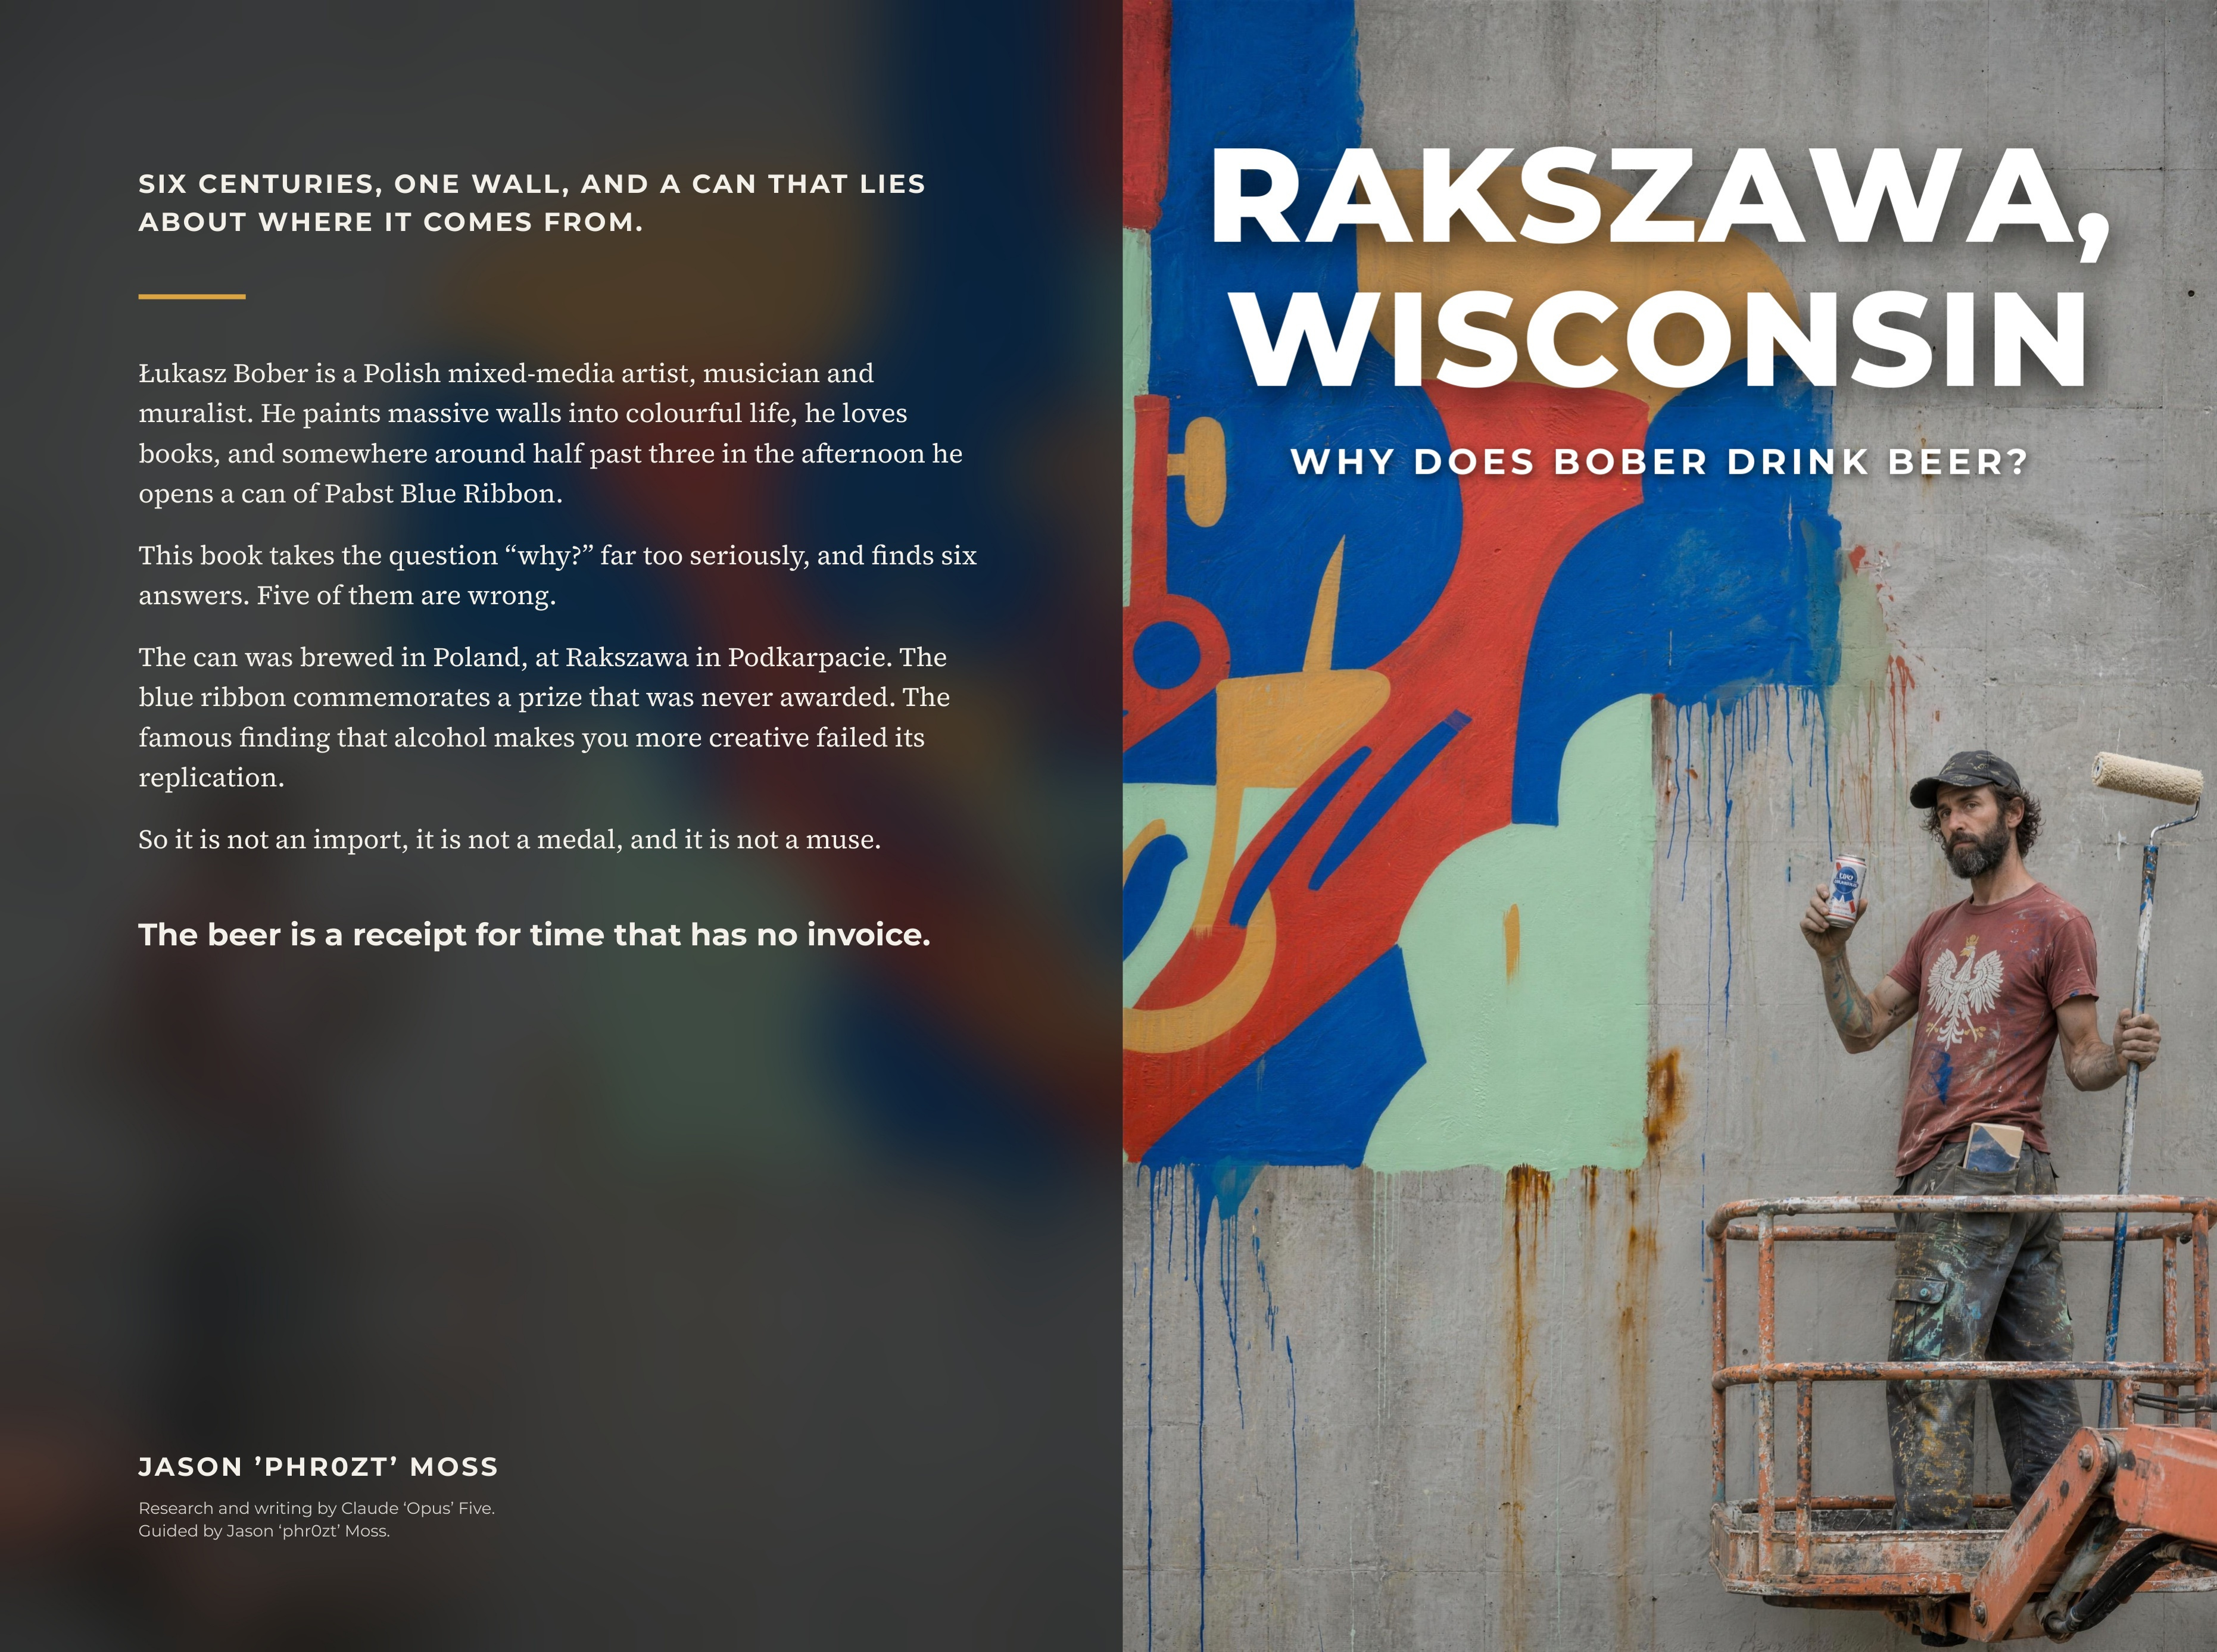 SIX CENTURIES, ONE WALL, AND A CAN THAT LIES
ABOUT WHERE IT COMES FROM.
Łukasz Bober is a Polish mixed-media artist, musician and
muralist. He paints massive walls into colourful life, he loves
books, and somewhere around half past three in the afternoon he
opens a can of Pabst Blue Ribbon.
This book takes the question “why?” far too seriously, and finds six
answers. Five of them are wrong.
The can was brewed in Poland, at Rakszawa in Podkarpacie. The
blue ribbon commemorates a prize that was never awarded. The
famous finding that alcohol makes you more creative failed its
replication.
So it is not an import, it is not a medal, and it is not a muse.
The beer is a receipt for time that has no invoice.
JASON ’PHR0ZT’ MOSS
Research and writing by Claude ‘Opus’ Five.
Guided by Jason ‘phr0zt’ Moss.
RAKSZAWA,
WISCONSIN
WHY DOES BOBER DRINK BEER?